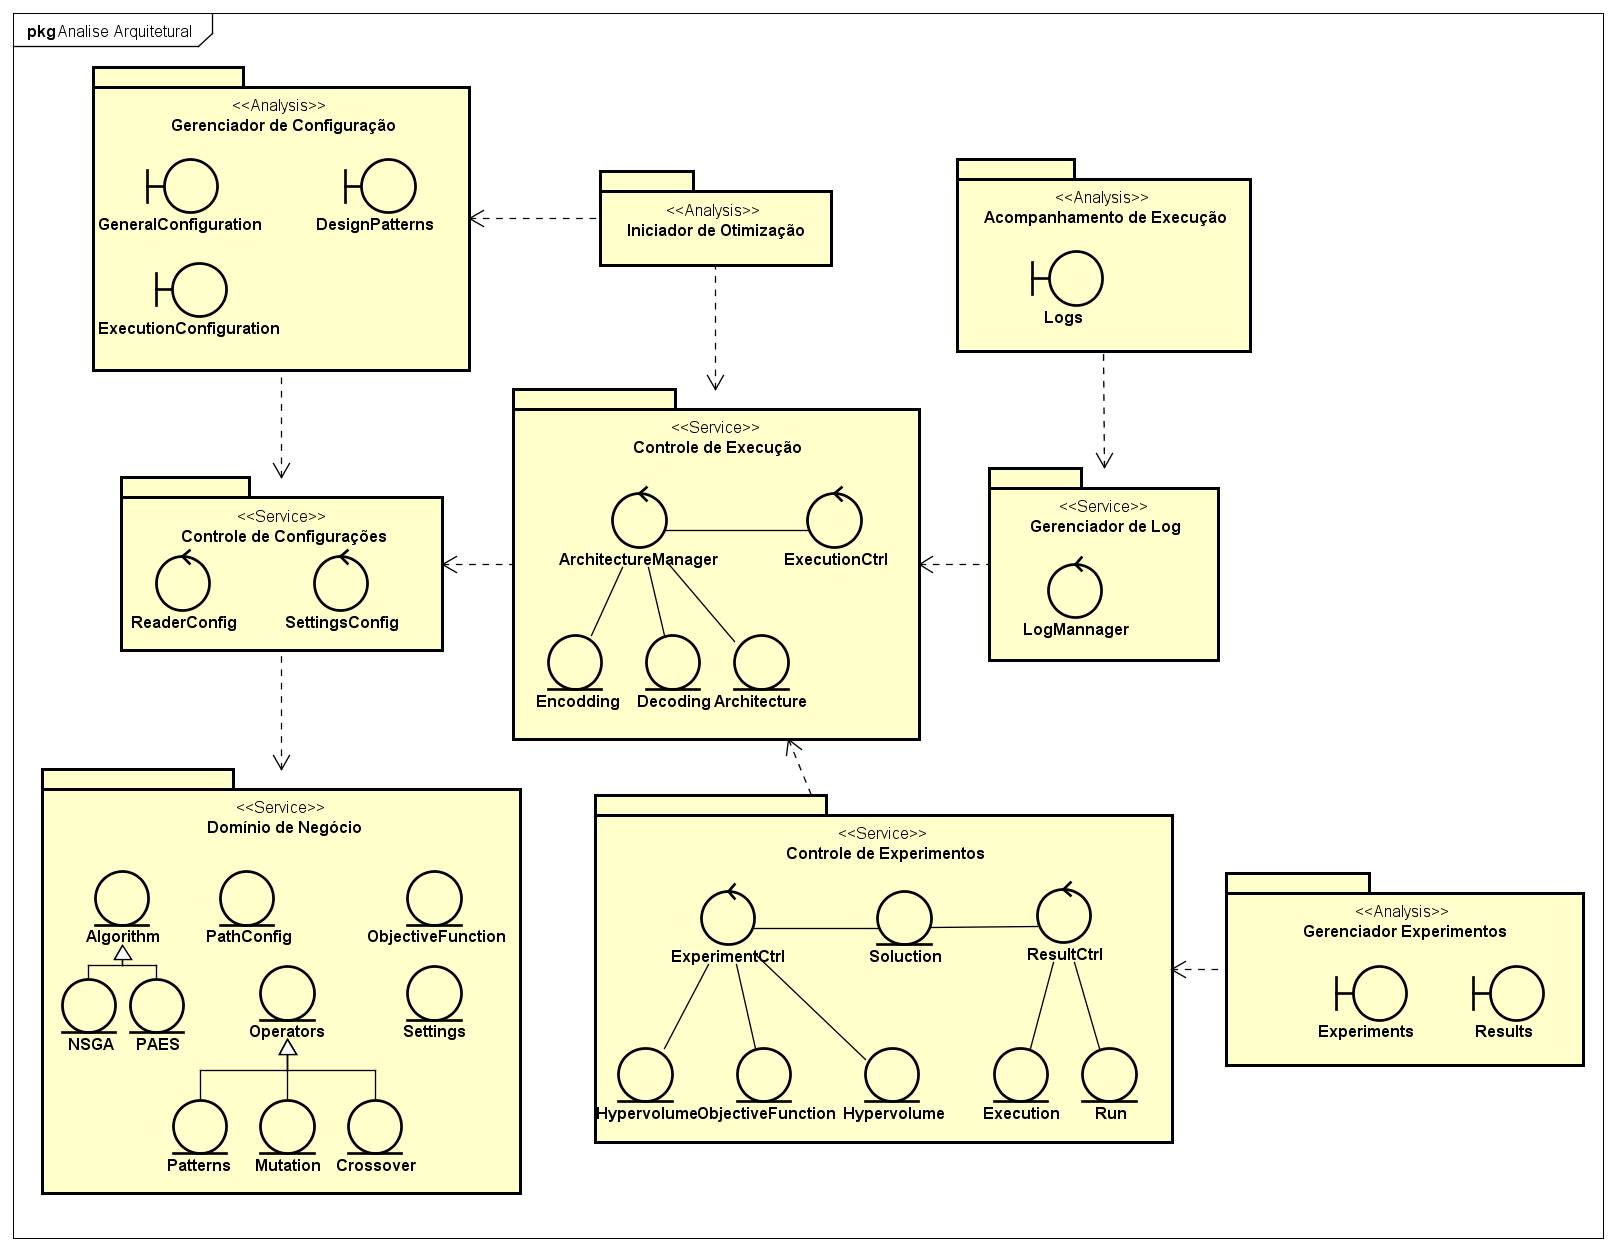 pkg Analise Arquitetural
<<Analysis>>
Gerenciador de Configuração
GeneralConfiguration
DesignPatterns
ExecutionConfiguration
<<Analysis>>
Iniciador de Otimização
<<Analysis>>
Acompanhamento de Execução
Logs
<<Service>>
Controle de Configurações
ReaderConfig
SettingsConfig
<<Service>>
Controle de Execução
ArchitectureManager
ExecutionCtrl
Encodding
Decoding
Architecture
<<Service>>
Gerenciador de Log
LogMannager
<<Service>>
Domínio de Negócio
Algorithm
PathConfig
ObjectiveFunction
NSGA
PAES
Operators
Settings
Patterns
Mutation
Crossover
<<Service>>
Controle de Experimentos
ExperimentCtrl
Soluction
ResultCtrl
Hypervolume
ObjectiveFunction
Hypervolume
Execution
Run
<<Analysis>>
Gerenciador Experimentos
Experiments
Results